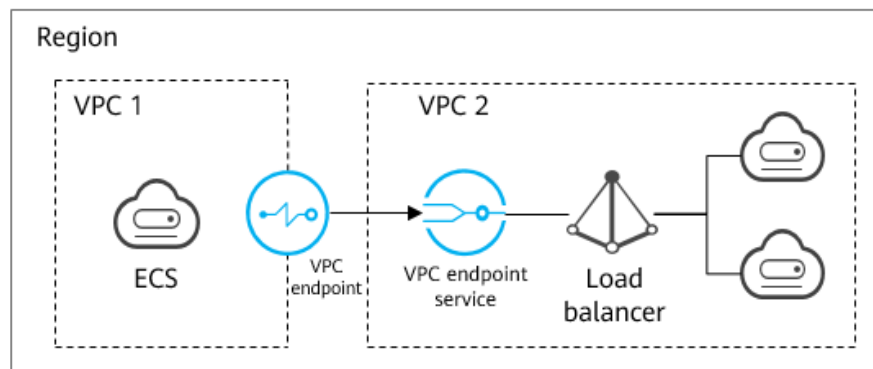 Region
VPC 1
VPC 2
ECS
VPC
endpoint
VPC endpoint
service
Load
balancer